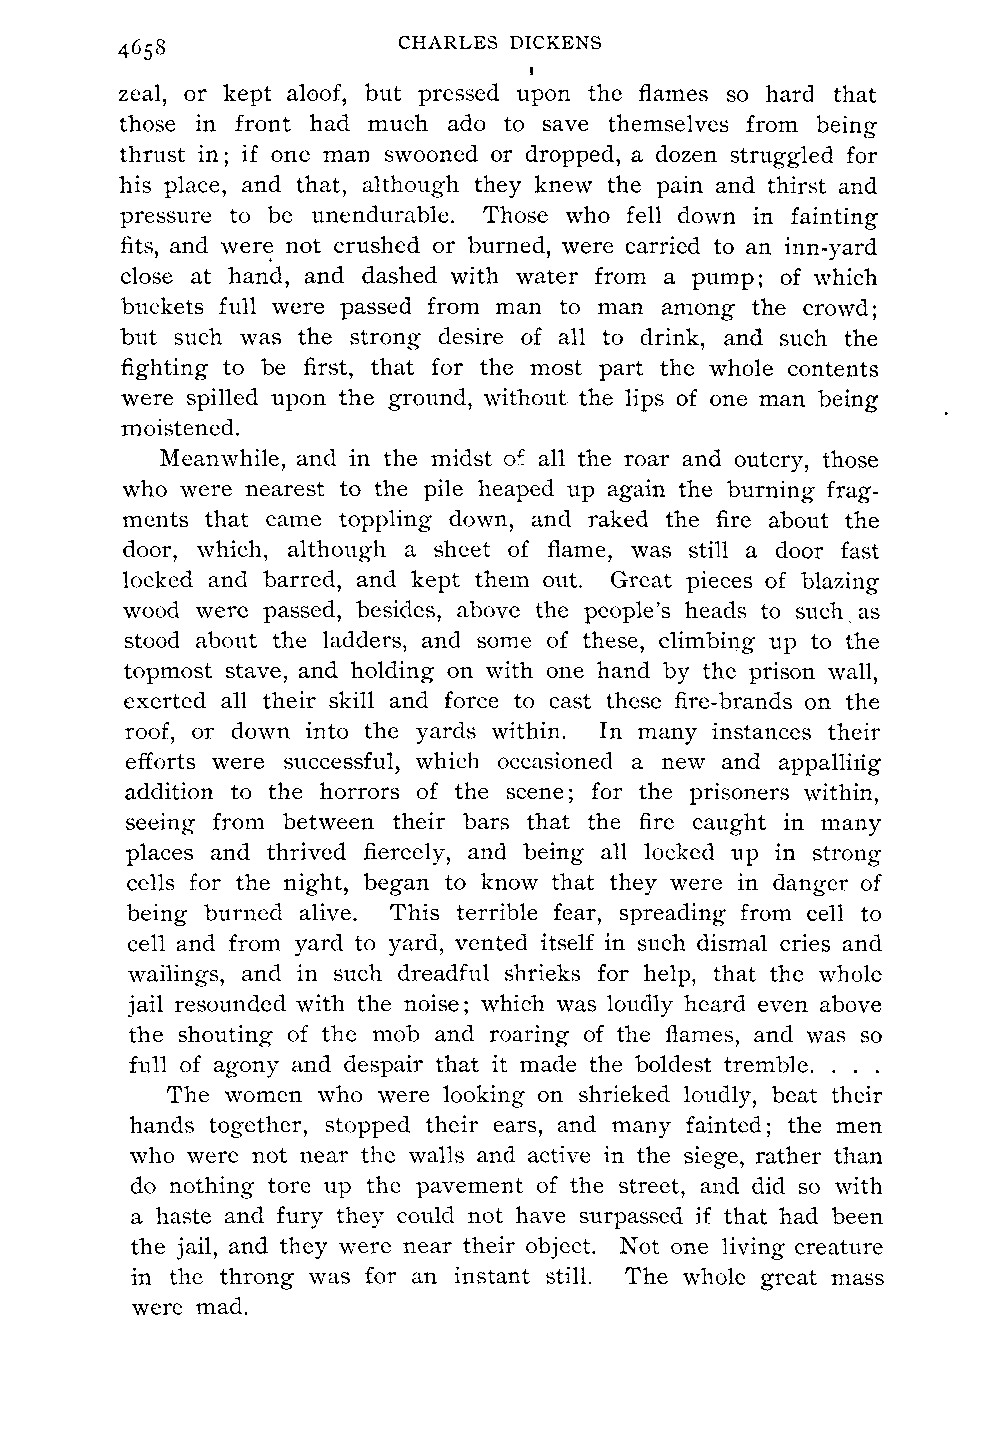 4658 CHARLES DICKENS
zeal, or kept aloof, but pressed upon the flames so hard that
those in front had much ado to save themselves from being
thrust in; if one man swooned or dropped, a dozen struggled for
his place, and that, although they knew the pain and thirst and
pressure to be unendurable. Those who fell down in fainting
fits, and were not crushed or burned, were carried to an inn-yard
close at hand, and dashed with water from a pump; of which
buckets full were passed from man to man among the crowd;
but such was the strong desire of all to drink, and such the
fighting to be first, that for the most part the whole contents
were spilled upon the ground, without the lips of one man being
moistened.
Meanwhile, and in the midst of all the roar and outcry, those
who were nearest to the pile heaped up again the burning frag-
ments that came toppling down, and raked the fire about the
door, which, although a sheet of flame, was still a door fast
locked and barred, and kept them out. Great pieces of blazing
wood were passed, besides, above the people's heads to such as
stood about the ladders, and some of these, climbing up to the
topmost stave, and holding on with one hand by the prison wall,
exerted all their skill and force to cast these fire-brands on the
roof, or down into the yards within. In many instances their
efforts were successful, which occasioned a new and appalling
addition to the horrors of the scene; for the prisoners within,
seeing from between their bars that the fire caught in many
places and thrived fiercely, and being all locked up in strong
cells for the night, began to know that they were in danger of
being burned alive. This terrible fear, spreading from cell to
cell and from yard to yard, vented itself in such dismal cries and
wailings, and in such dreadful shrieks for help, that the whole
jail resounded with the noise; which was loudly heard even above
the shouting of the mob and roaring of the flames, and was so
full of agony and despair that it made the boldest tremble. . . .
The women who were looking on shrieked loudly, beat their
hands together, stopped their ears, and many fainted; the men
who were not near the walls and active in the siege, rather than
do nothing tore up the pavement of the street, and did so with
a haste and fury they could not have surpassed if that had been
the jail, and they were near their object. Not one living creature
in the throng was for an instant still. The whole great mass
were mad.